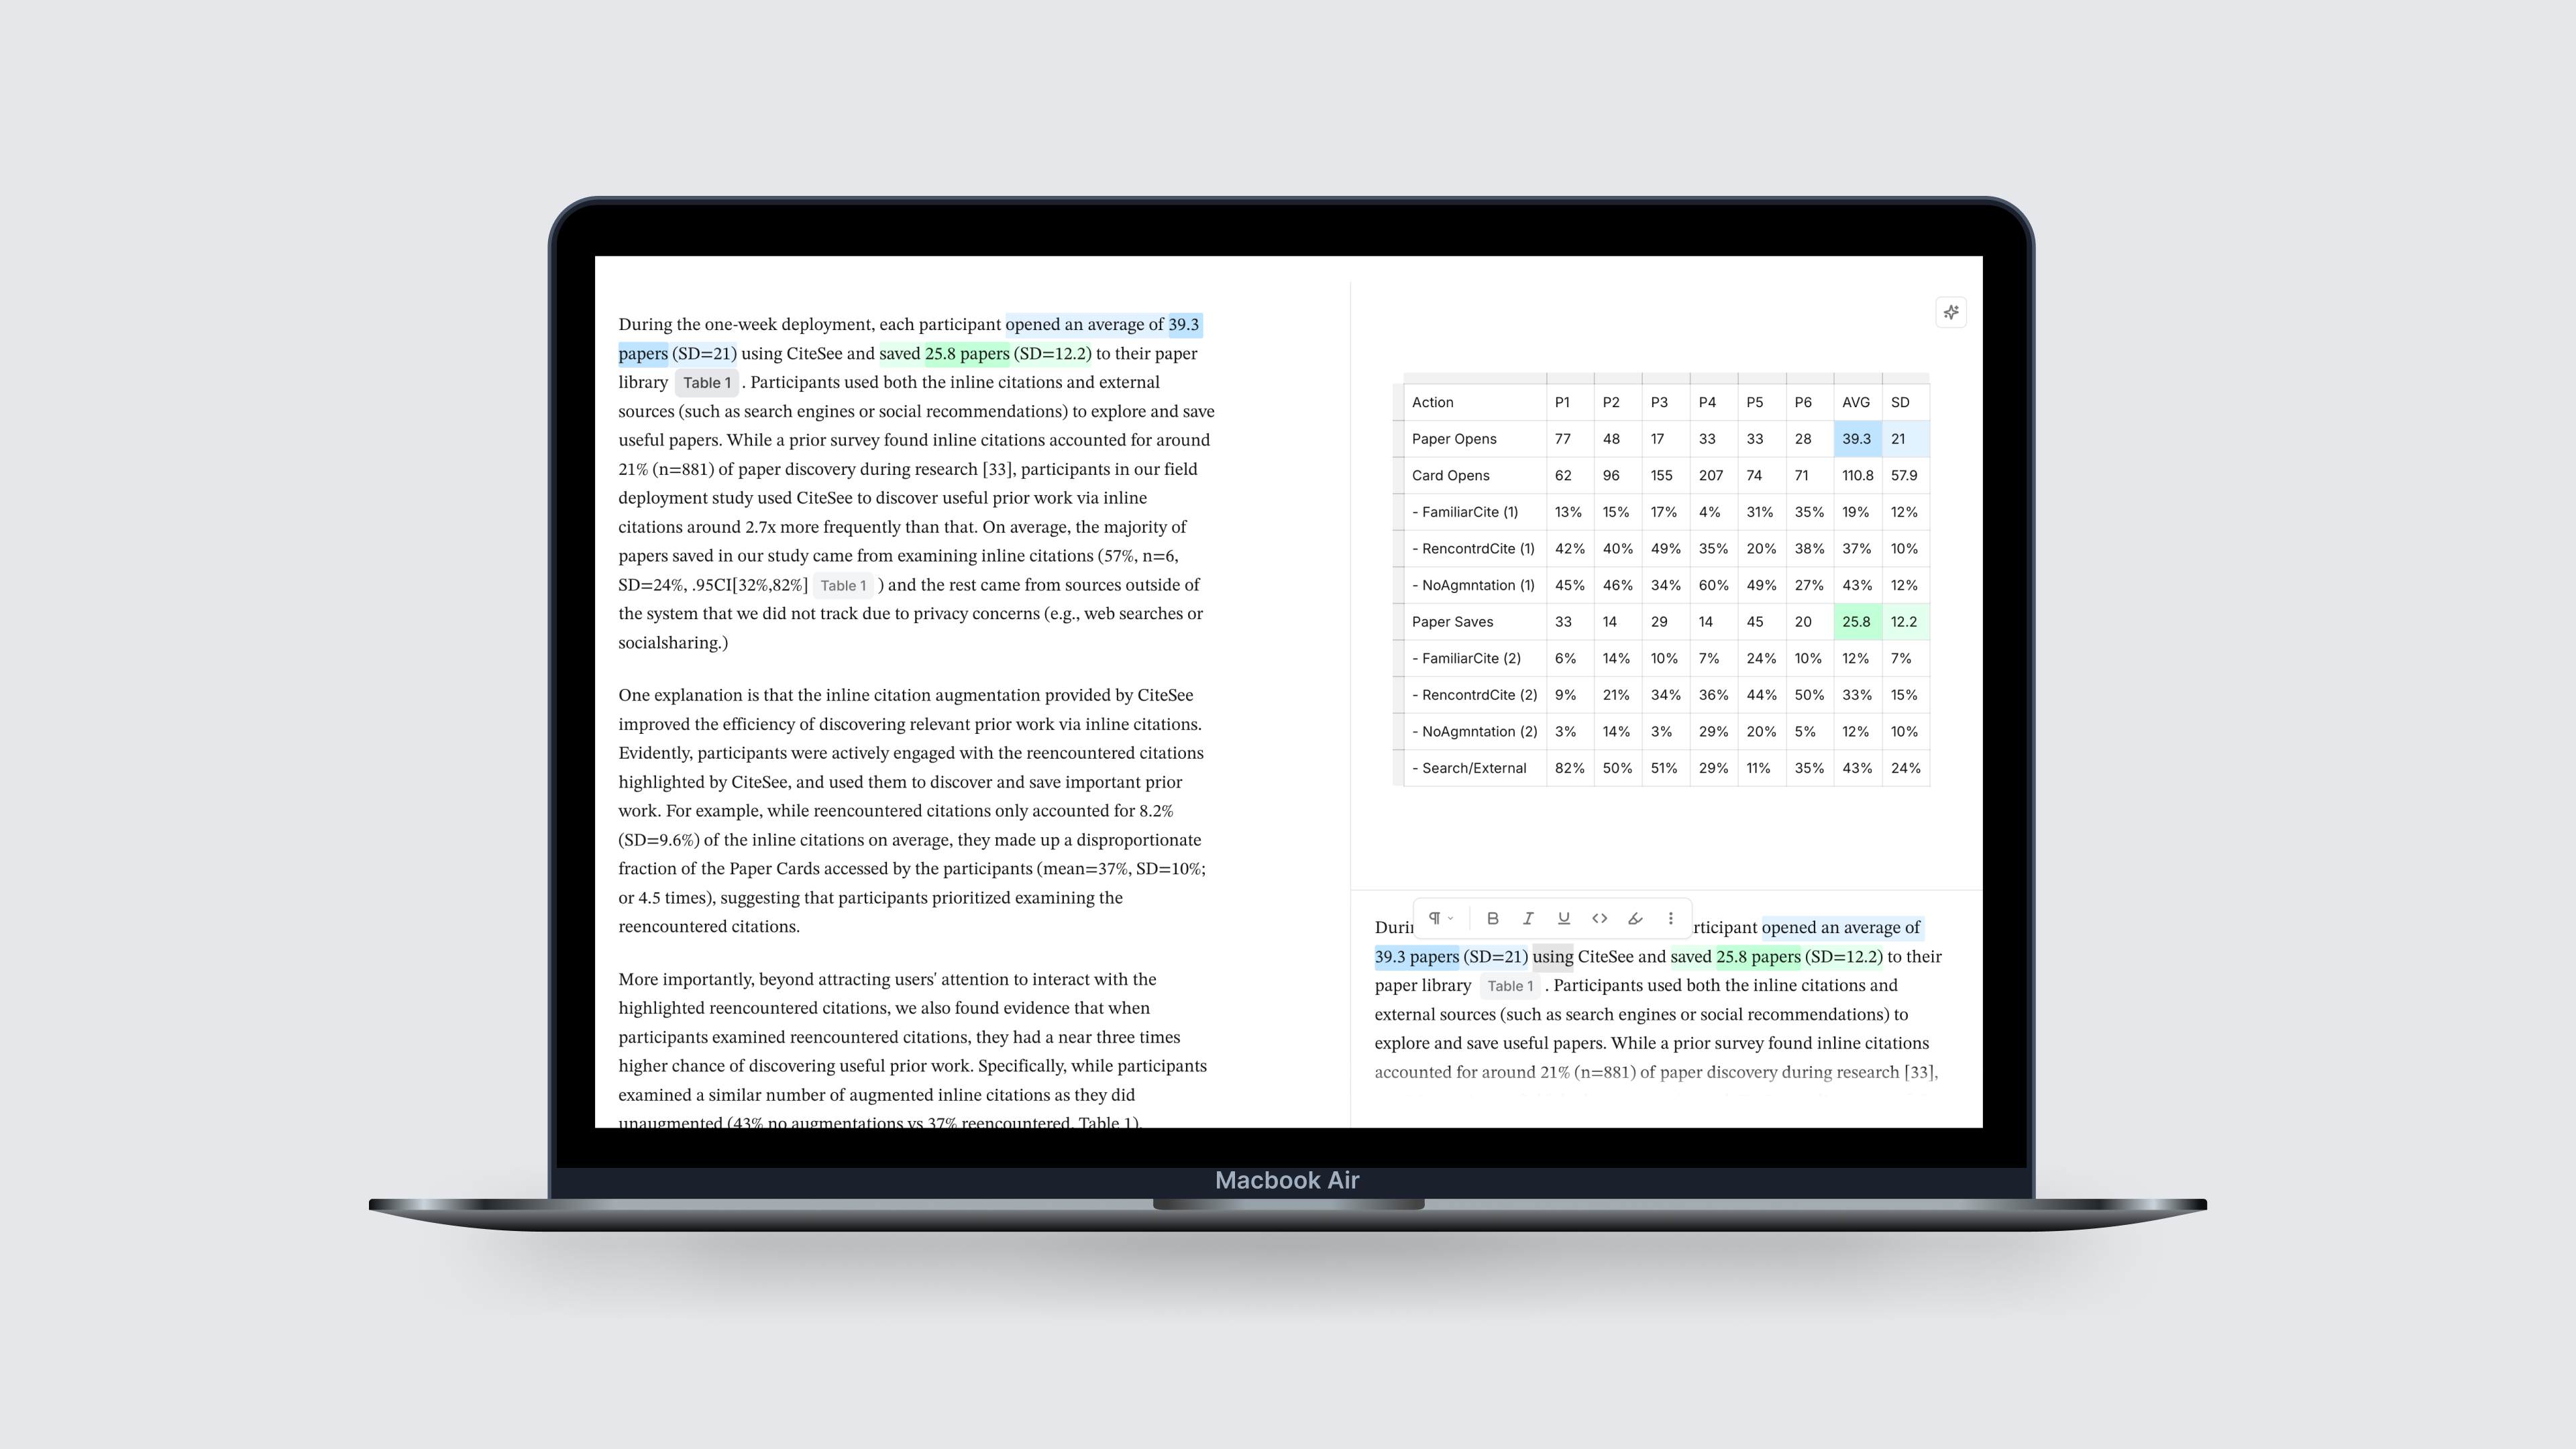 During the one-week deployment, each participant opened an average of 39.3
papers (SD=21) using CiteSee and saved 25.8 papers (SD=12.2) to their paper
library Table 1 . Participants used both the inline citations and external
sources (such as search engines or social recommendations) to explore and save
useful papers. While a prior survey found inline citations accounted for around
21% (n=881) of paper discovery during research [33], participants in our field
deployment study used CiteSee to discover useful prior work via inline
citations around 2.7x more frequently than that. On average, the majority of
papers saved in our study came from examining inline citations (57%, n=6,
SD=24%, .95CI[32%,82%] Table 1 ) and the rest came from sources outside of
the system that we did not track due to privacy concerns (e.g., web searches or
socialsharing.)
One explanation is that the inline citation augmentation provided by CiteSee
improved the efficiency of discovering relevant prior work via inline citations.
Evidently, participants were actively engaged with the reencountered citations
highlighted by CiteSee, and used them to discover and save important prior
work. For example, while reencountered citations only accounted for 8.2%
(SD=9.6%) of the inline citations on average, they made up a disproportionate
fraction of the Paper Cards accessed by the participants (mean=37%, SD=10%;
or 4.5 times), suggesting that participants prioritized examining the
reencountered citations.
More importantly, beyond attracting users' attention to interact with the
highlighted reencountered citations, we also found evidence that when
participants examined reencountered citations, they had a near three times
higher chance of discovering useful prior work. Specifically, while participants
examined a similar number of augmented inline citations as they did
unaugmented (43% no augmentations vs 37% reencountered, Table 1).
Action P1 P2 P3 P4 P5 P6 AVG SD
Paper Opens 77 48 17 33 33 28 39.3 21
Card Opens 62 96 155 207 74 71 110.8 57.9
- FamiliarCite (1) 13% 15% 17% 4% 31% 35% 19% 12%
- RencontrdCite (1) 42% 40% 49% 35% 20% 38% 37% 10%
- NoAgmntation (1) 45% 46% 34% 60% 49% 27% 43% 12%
Paper Saves 33 14 29 14 45 20 25.8 12.2
- FamiliarCite (2) 6% 14% 10% 7% 24% 10% 12% 7%
- RencontrdCite (2) 9% 21% 34% 36% 44% 50% 33% 15%
- NoAgmntation (2) 3% 14% 3% 29% 20% 5% 12% 10%
- Search/External 82% 50% 51% 29% 11% 35% 43% 24%
B I U <>
Durin rticipant opened an average of
39.3 papers (SD=21) using CiteSee and saved 25.8 papers (SD=12.2) to their
paper library Table 1 . Participants used both the inline citations and
external sources (such as search engines or social recommendations) to
explore and save useful papers. While a prior survey found inline citations
accounted for around 21% (n=881) of paper discovery during research [33],
Macbook Air